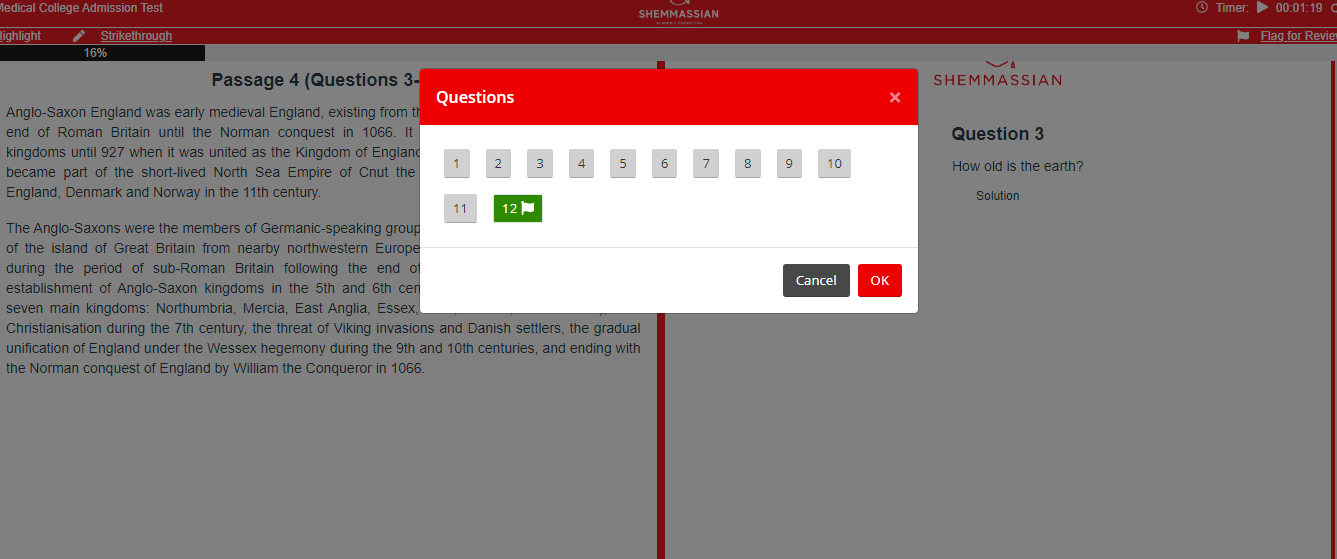 Medical College Admission Test
SHEMMASSIAN
Timer: 00:01:19
Highlight Strikethrough
Flag for Review
16%
Passage 4 (Questions 3-
Anglo-Saxon England was early medieval England, existing from th
end of Roman Britain until the Norman conquest in 1066. It
kingdoms until 927 when it was united as the Kingdom of England
became part of the short-lived North Sea Empire of Cnut the
England, Denmark and Norway in the 11th century.
The Anglo-Saxons were the members of Germanic-speaking group
of the island of Great Britain from nearby northwestern Europe
during the period of sub-Roman Britain following the end of
establishment of Anglo-Saxon kingdoms in the 5th and 6th cen
seven main kingdoms: Northumbria, Mercia, East Anglia, Essex,
Christianisation during the 7th century, the threat of Viking invasions and Danish settlers, the gradual
unification of England under the Wessex hegemony during the 9th and 10th centuries, and ending with
the Norman conquest of England by William the Conqueror in 1066.
Questions ×
1 2 3 4 5 6 7 8 9 10
11 12
Cancel OK
SHEMMASSIAN
Question 3
How old is the earth?
Solution